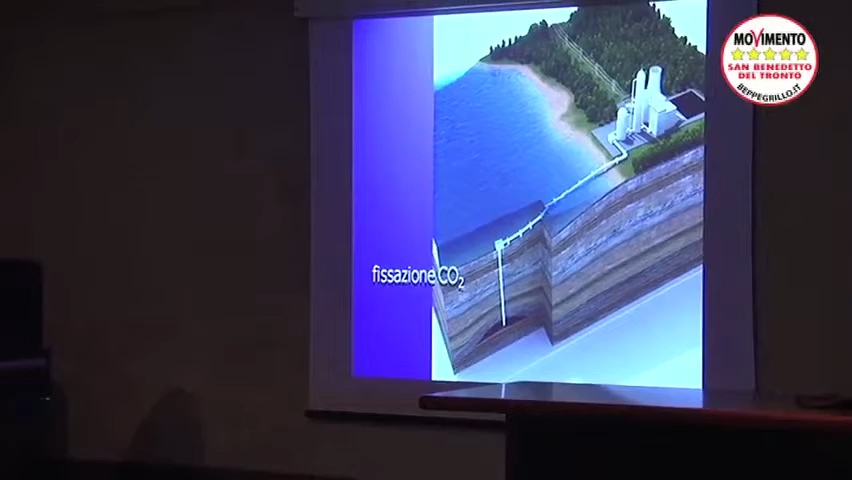 MOVIMENTO
SAN BENEDETTO
DEL TRONTO
BEPPEGRILLO.IT
fissazione CO₂